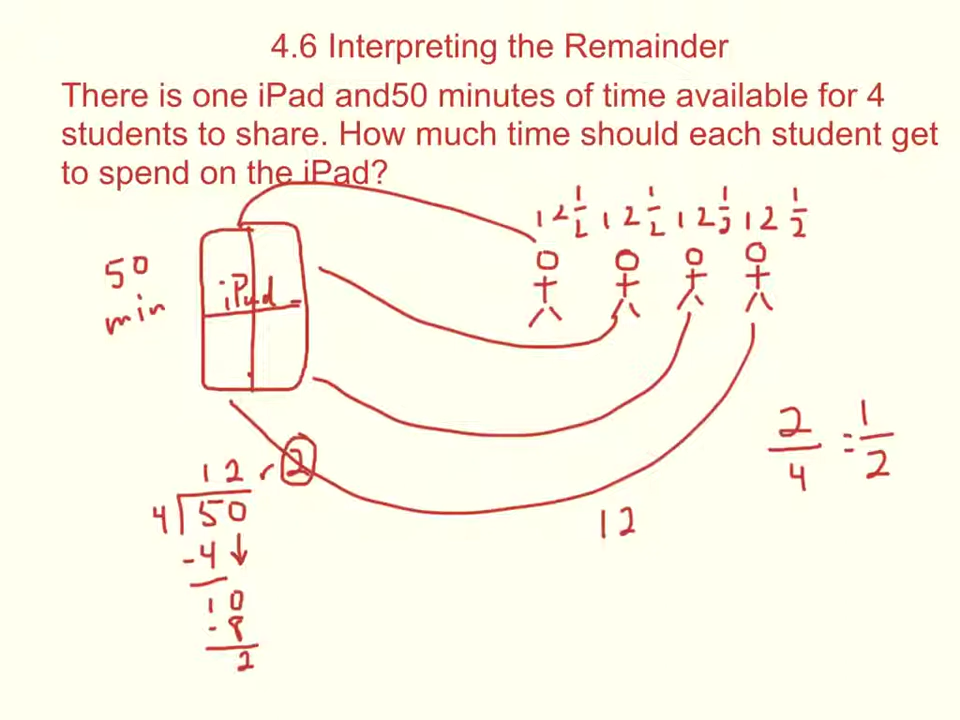 4.6 Interpreting the Remainder
There is one iPad and50 minutes of time available for 4
students to share. How much time should each student get
to spend on the iPad?
12 1/2 12 1/2 12 1/2 12 1/2
50
min
iPad
2/4 = 1/2
12 r 2
4) 50
-4 ↓
10
-8
2
12